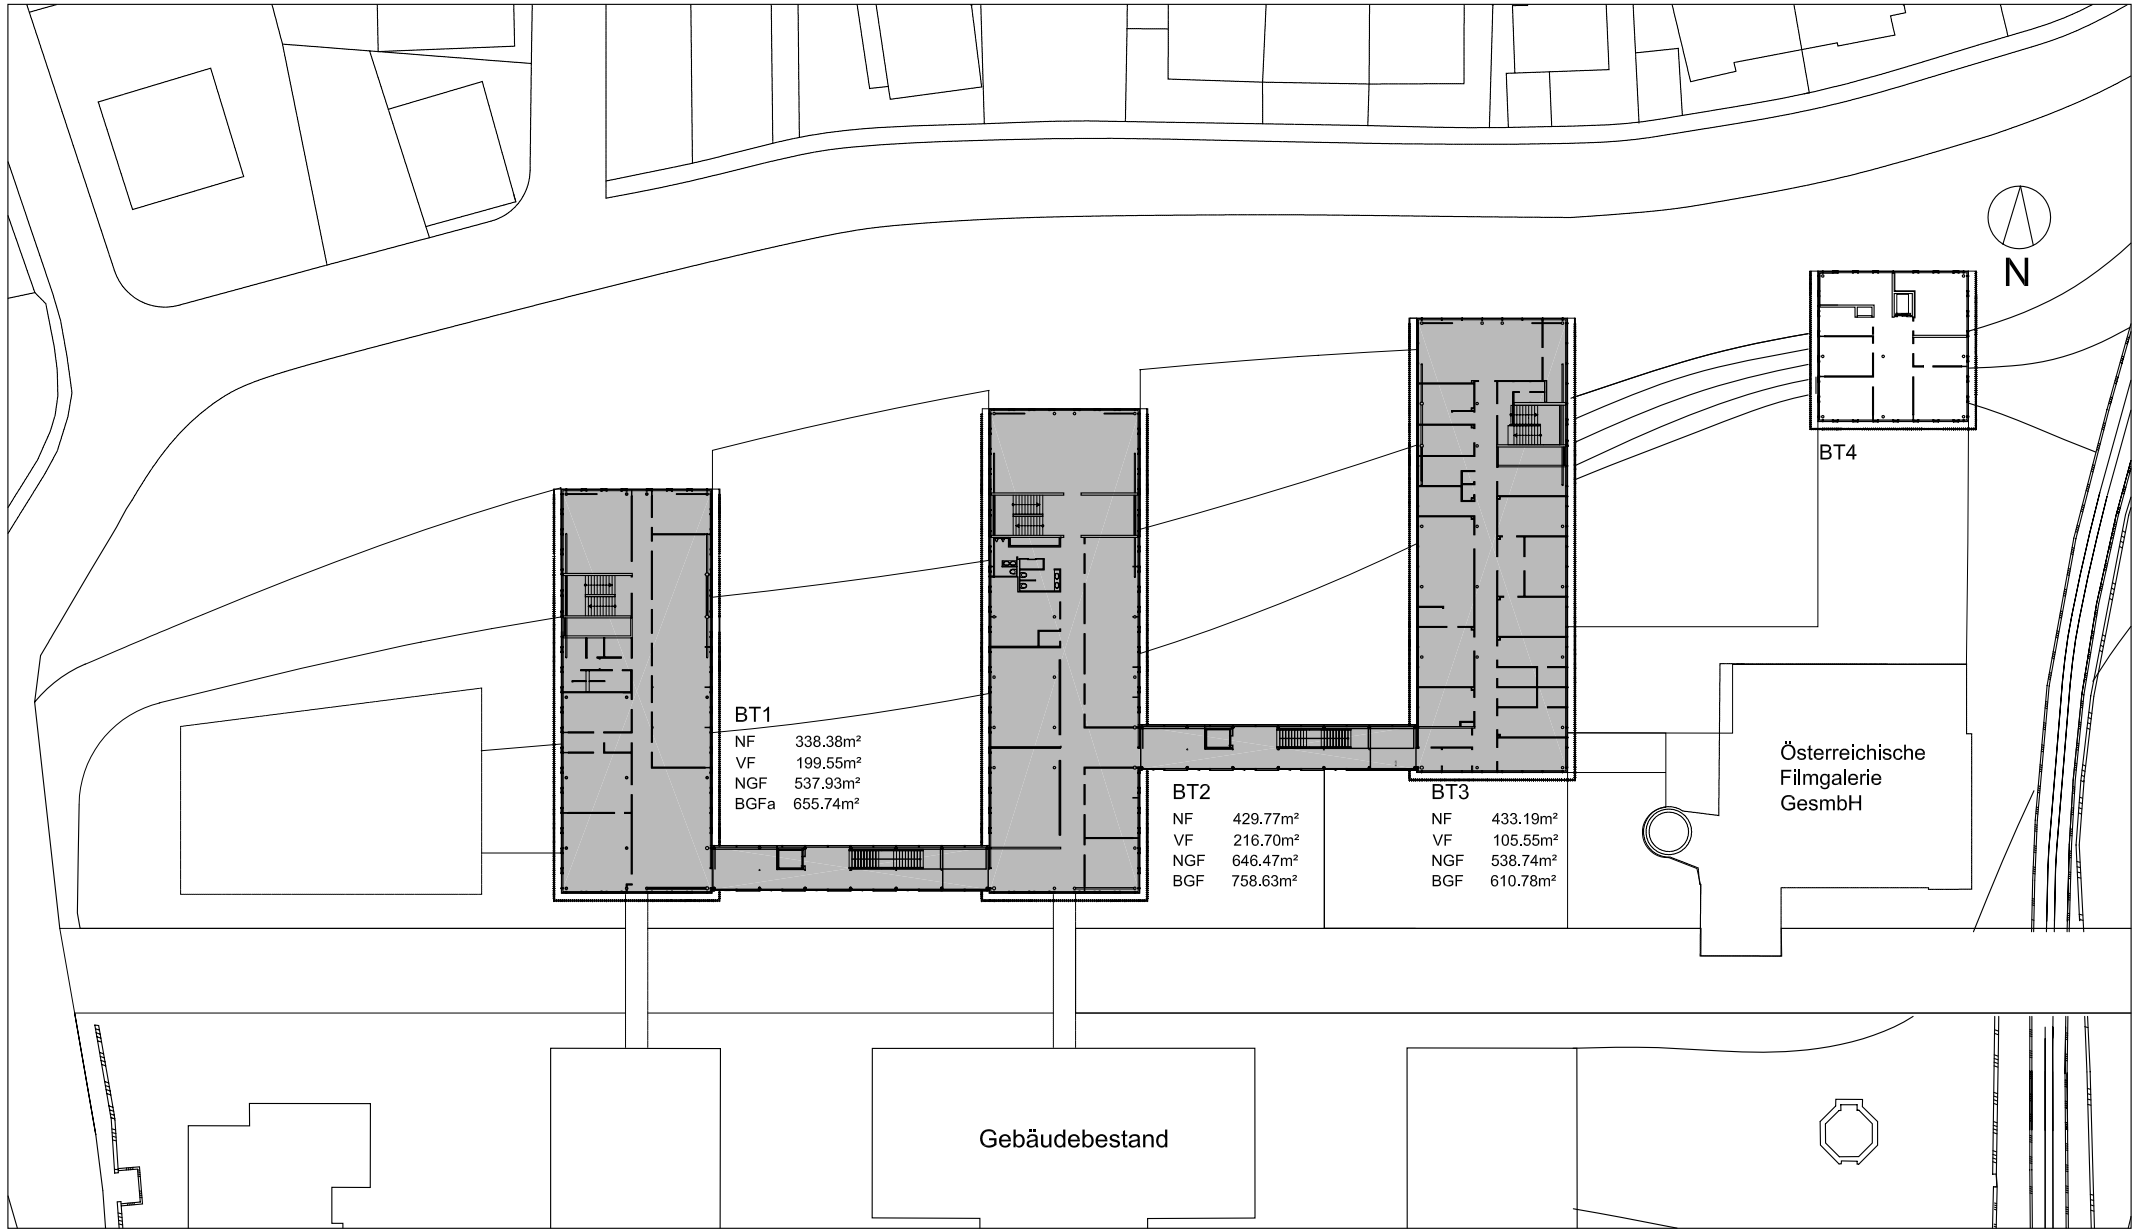 N
BT4
BT1
NF 338.38m²
VF 199.55m²
NGF 537.93m²
BGFa 655.74m²
Österreichische
Filmgalerie
GesmbH
BT2
NF 429.77m²
VF 216.70m²
NGF 646.47m²
BGF 758.63m²
BT3
NF 433.19m²
VF 105.55m²
NGF 538.74m²
BGF 610.78m²
Gebäudebestand